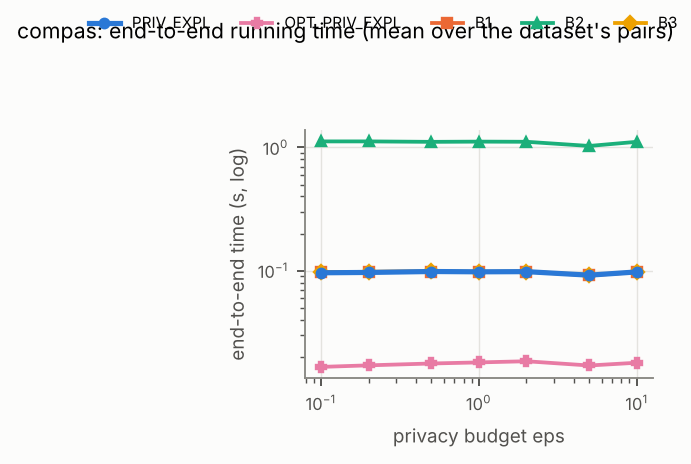 PRIV_EXPL OPT_PRIV_EXPL B1 B2 B3
compas: end-to-end running time (mean over the dataset's pairs)
end-to-end time (s, log)
10⁰
10⁻¹
10⁻¹ 10⁰ 10¹
privacy budget eps